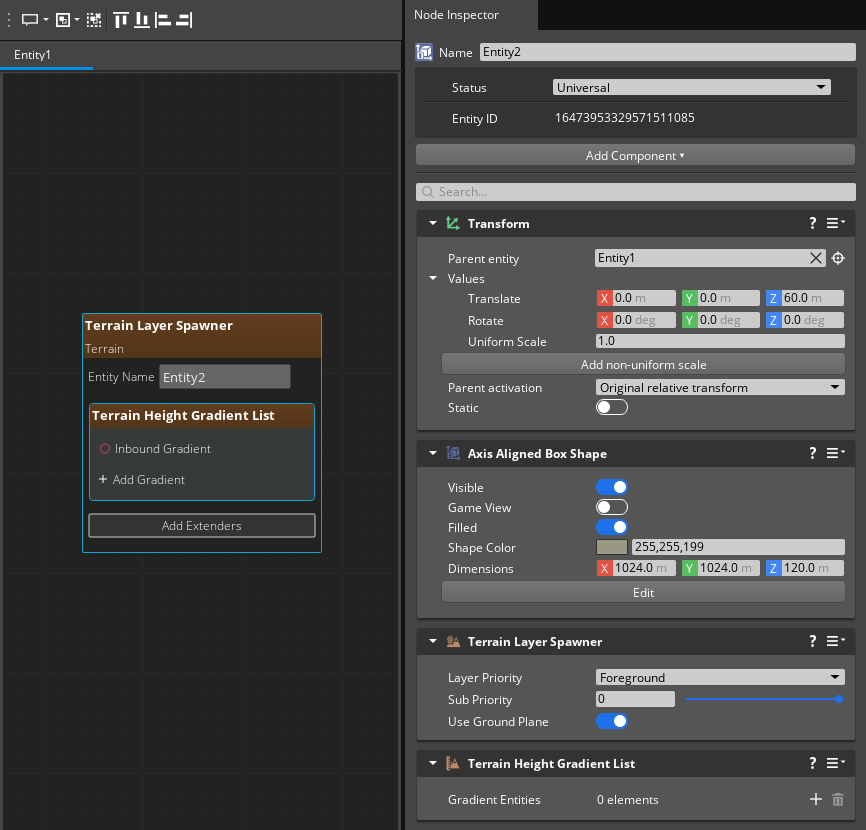 Entity1
Terrain Layer Spawner
Terrain
Entity Name Entity2
Terrain Height Gradient List
Inbound Gradient
+ Add Gradient
Add Extenders
Node Inspector
Name Entity2
Status Universal
Entity ID 16473953329571511085
Add Component
Search...
Transform ?
Parent entity Entity1
Values
Translate X 0.0 m Y 0.0 m Z 60.0 m
Rotate X 0.0 deg Y 0.0 deg Z 0.0 deg
Uniform Scale 1.0
Add non-uniform scale
Parent activation Original relative transform
Static
Axis Aligned Box Shape ?
Visible
Game View
Filled
Shape Color 255,255,199
Dimensions X 1024.0 m Y 1024.0 m Z 120.0 m
Edit
Terrain Layer Spawner ?
Layer Priority Foreground
Sub Priority 0
Use Ground Plane
Terrain Height Gradient List ?
Gradient Entities 0 elements +